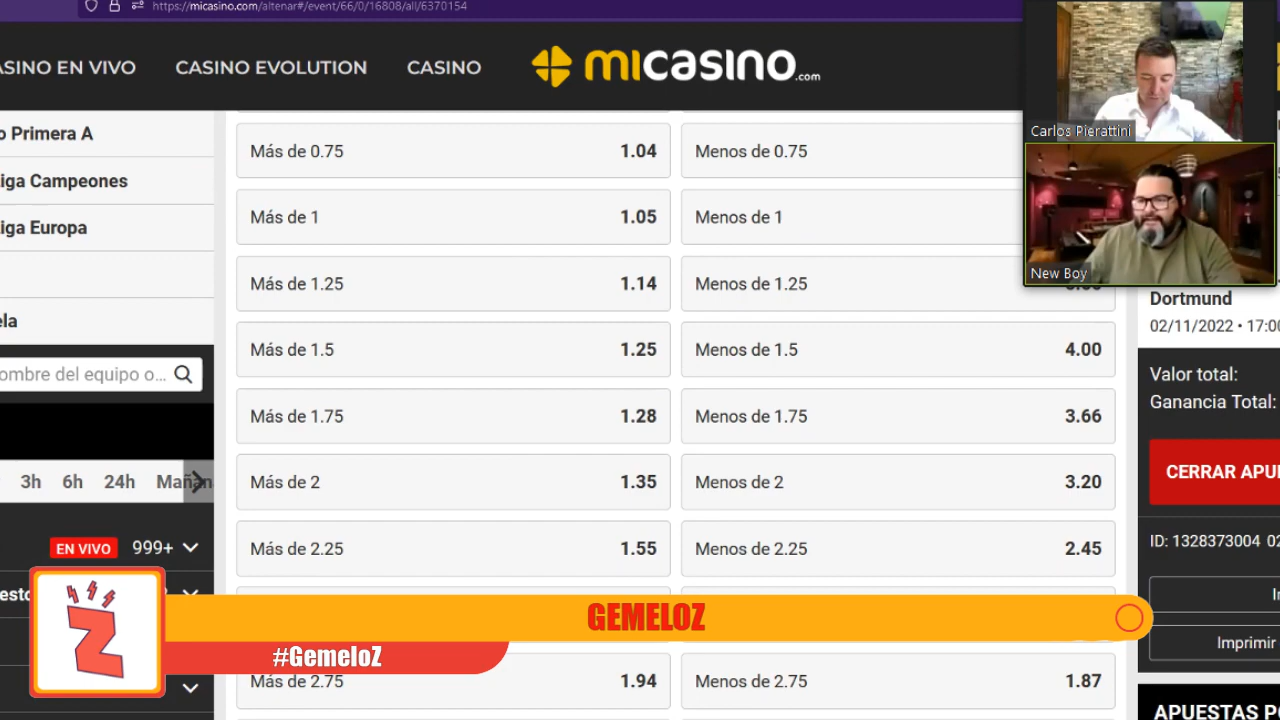 https://micasino.com/altenar#/event/66/0/16808/all/6370154
ASINO EN VIVO
CASINO EVOLUTION
CASINO
micasino.com
Carlos Pierattini
New Boy
o Primera A
iga Campeones
iga Europa
ela
ombre del equipo o...
3h 6h 24h Mañan
EN VIVO 999+
esto
Más de 0.75 1.04 Menos de 0.75
Más de 1 1.05 Menos de 1
Más de 1.25 1.14 Menos de 1.25
Más de 1.5 1.25 Menos de 1.5 4.00
Más de 1.75 1.28 Menos de 1.75 3.66
Más de 2 1.35 Menos de 2 3.20
Más de 2.25 1.55 Menos de 2.25 2.45
Más de 2.75 1.94 Menos de 2.75 1.87
Dortmund
02/11/2022 • 17:00
Valor total:
Ganancia Total:
CERRAR APU
ID: 1328373004 02
Imprimir
APUESTAS PO
Z
GEMELOZ
#GemeloZ